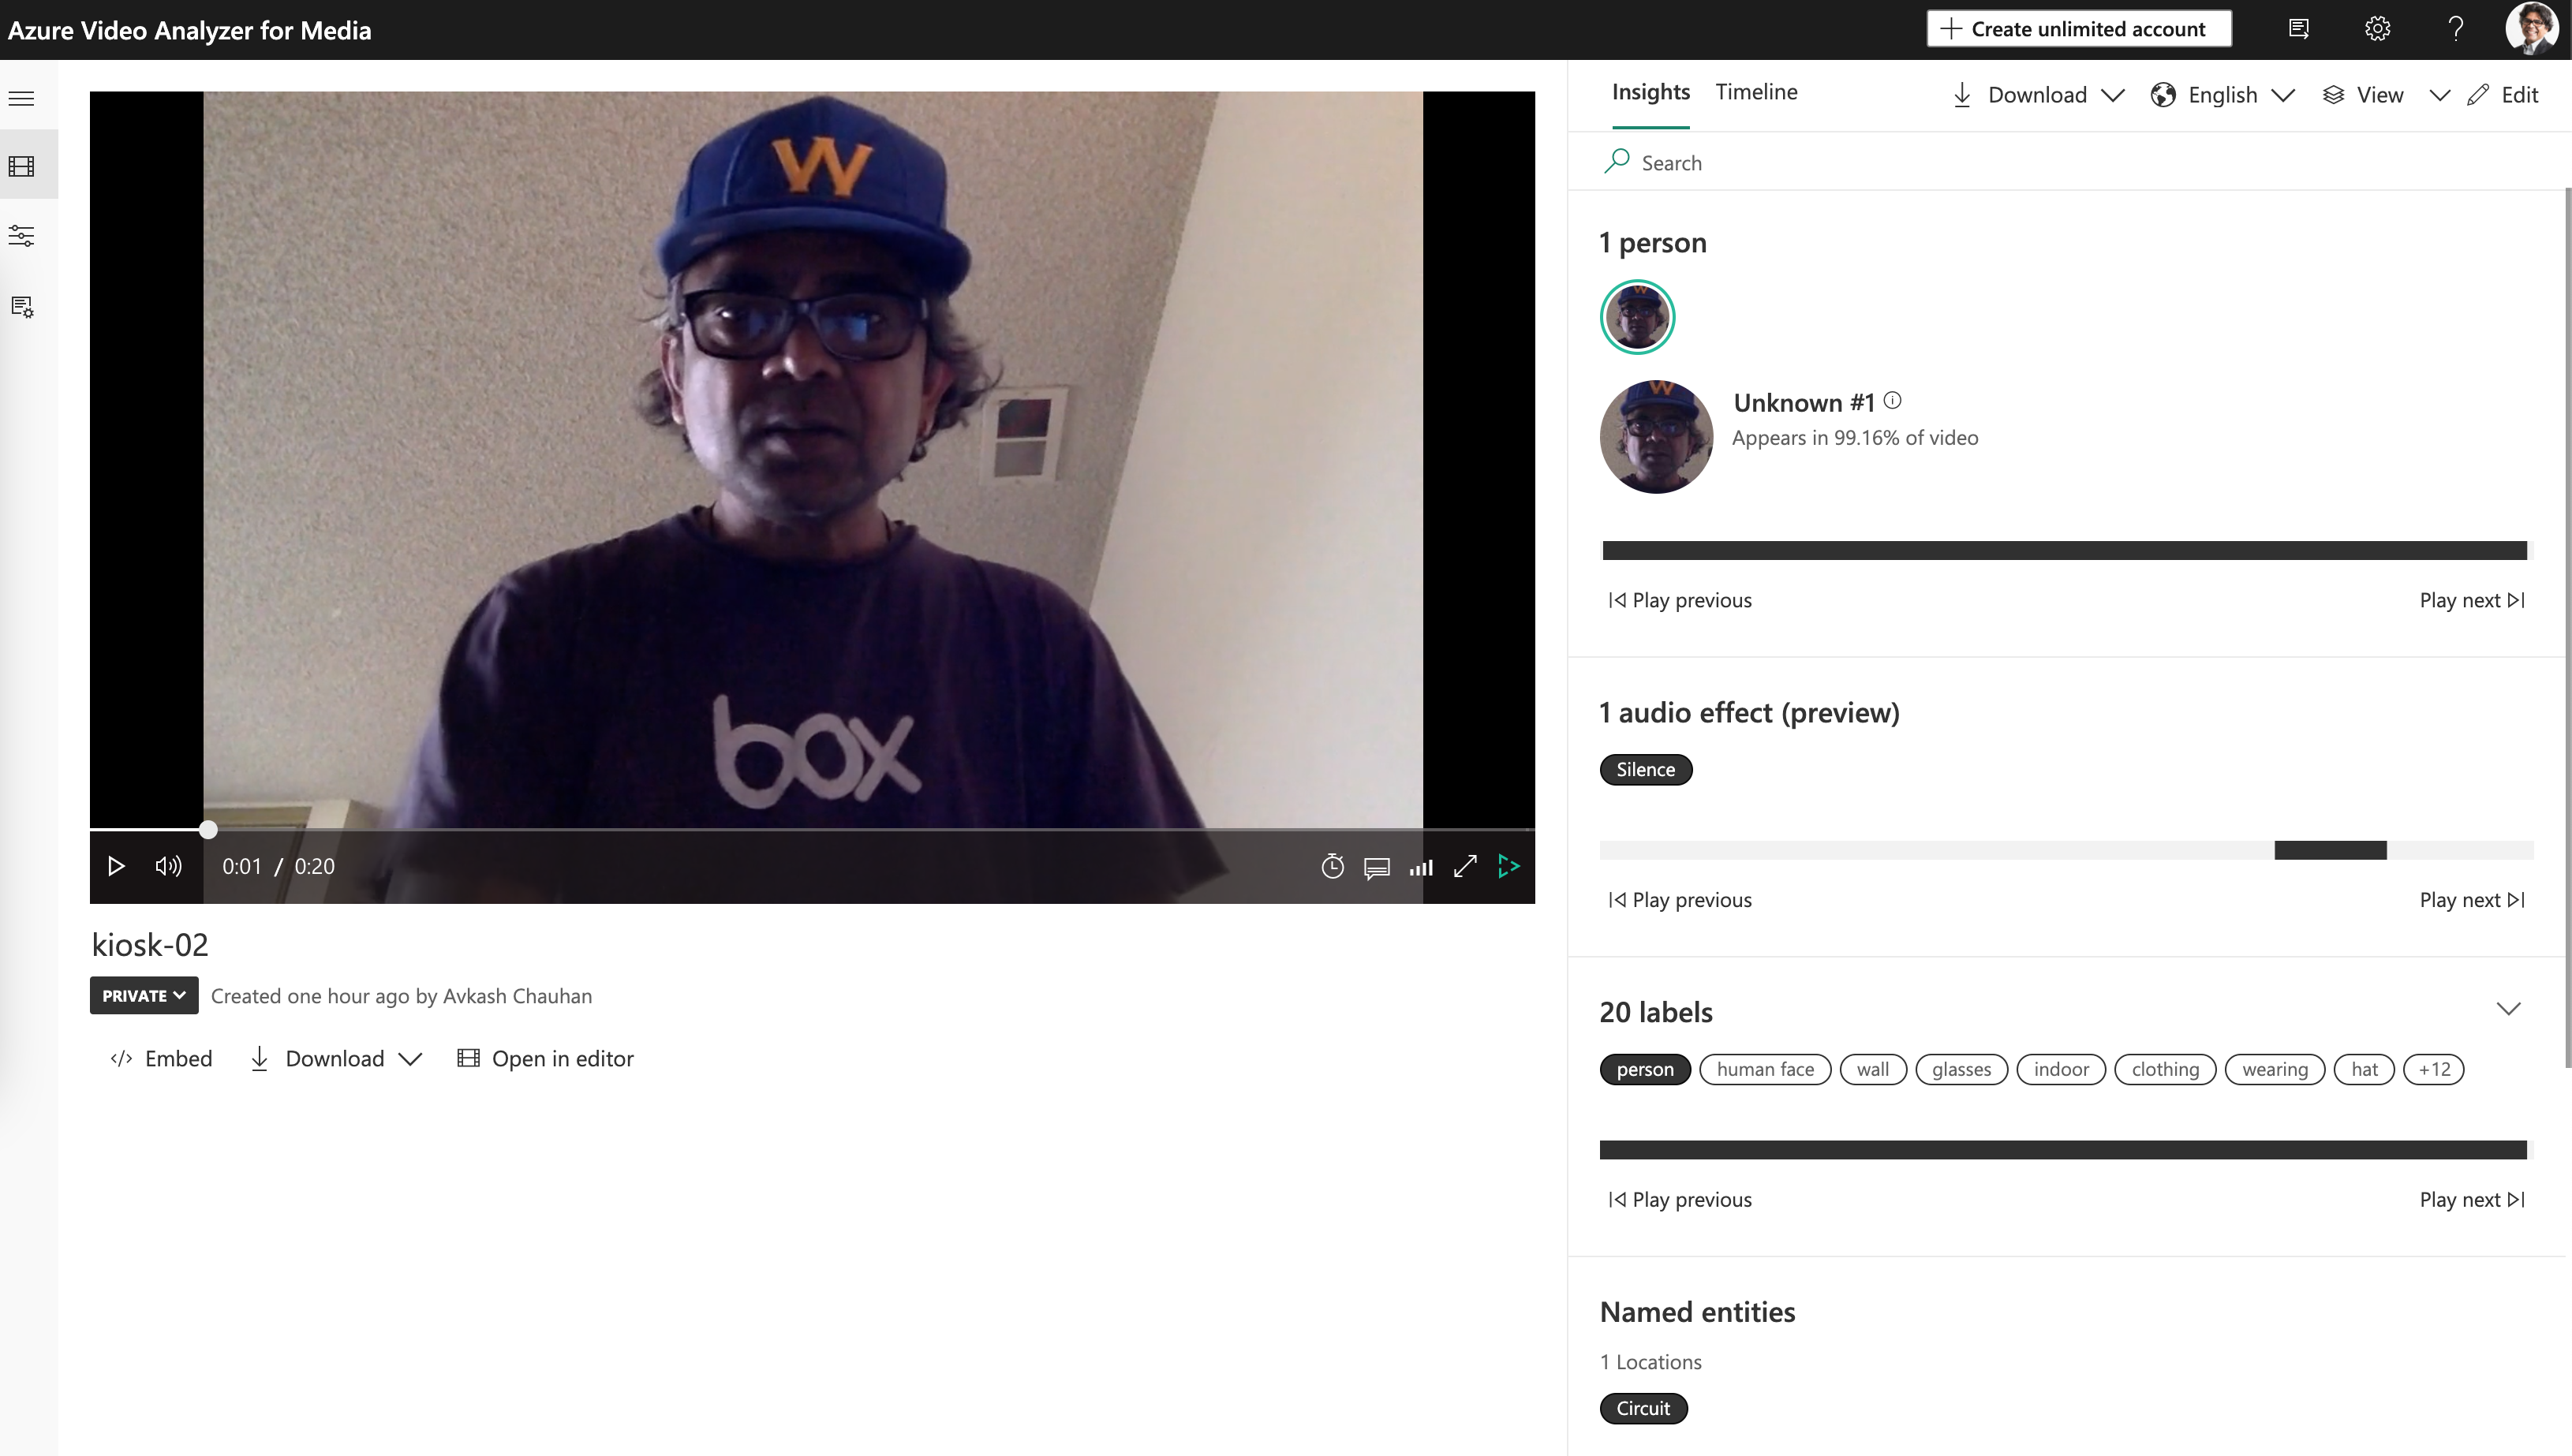 Azure Video Analyzer for Media
Create unlimited account
Insights Timeline Download English View Edit
Search
W
box
0:01 / 0:20
kiosk-02
PRIVATE Created one hour ago by Avkash Chauhan
</> Embed Download Open in editor
1 person
Unknown #1
Appears in 99.16% of video
Play previous Play next
1 audio effect (preview)
Silence
Play previous Play next
20 labels
person human face wall glasses indoor clothing wearing hat +12
Play previous Play next
Named entities
1 Locations
Circuit